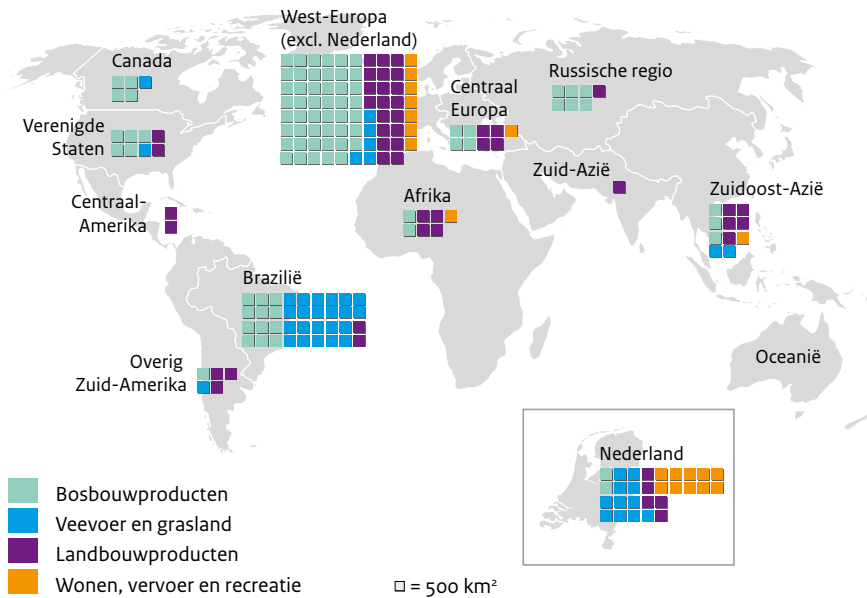 West-Europa
(excl. Nederland)
Canada
Centraal
Europa
Russische regio
Verenigde
Staten
Zuid-Azië
Zuidoost-Azië
Centraal-
Amerika
Afrika
Brazilië
Overig
Zuid-Amerika
Oceanië
Nederland
Bosbouwproducten
Veevoer en grasland
Landbouwproducten
Wonen, vervoer en recreatie
= 500 km²